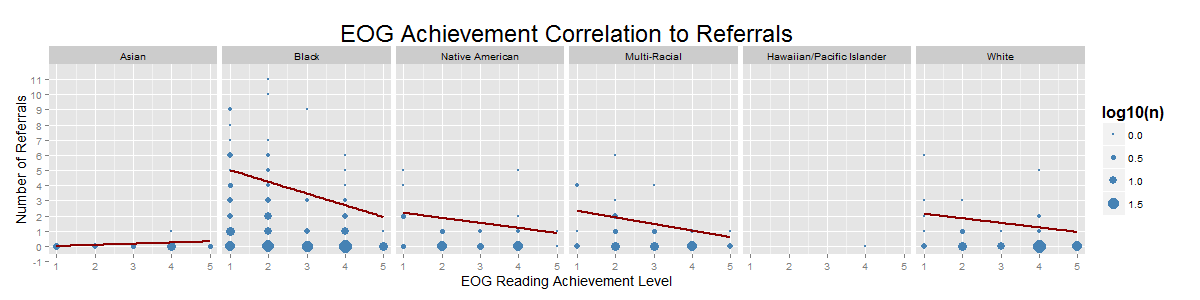 EOG Achievement Correlation to Referrals
Asian Black Native American Multi-Racial Hawaiian/Pacific Islander White
Number of Referrals
11
10
9
8
7
6
5
4
3
2
1
0
-1
1 2 3 4 5 1 2 3 4 5 1 2 3 4 5 1 2 3 4 5 1 2 3 4 5 1 2 3 4 5
EOG Reading Achievement Level
log10(n)
0.0
0.5
1.0
1.5